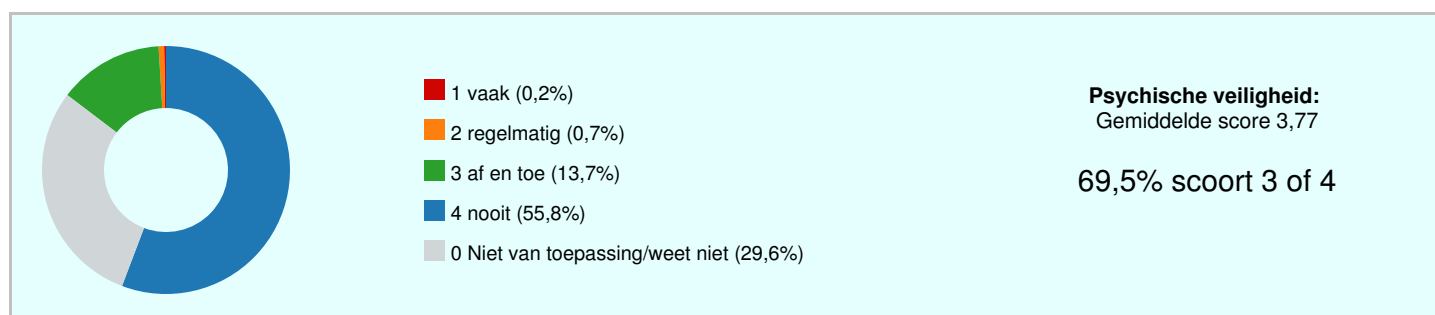 1 vaak (0,2%)
2 regelmatig (0,7%)
3 af en toe (13,7%)
4 nooit (55,8%)
0 Niet van toepassing/weet niet (29,6%)
Psychische veiligheid:
Gemiddelde score 3,77
69,5% scoort 3 of 4